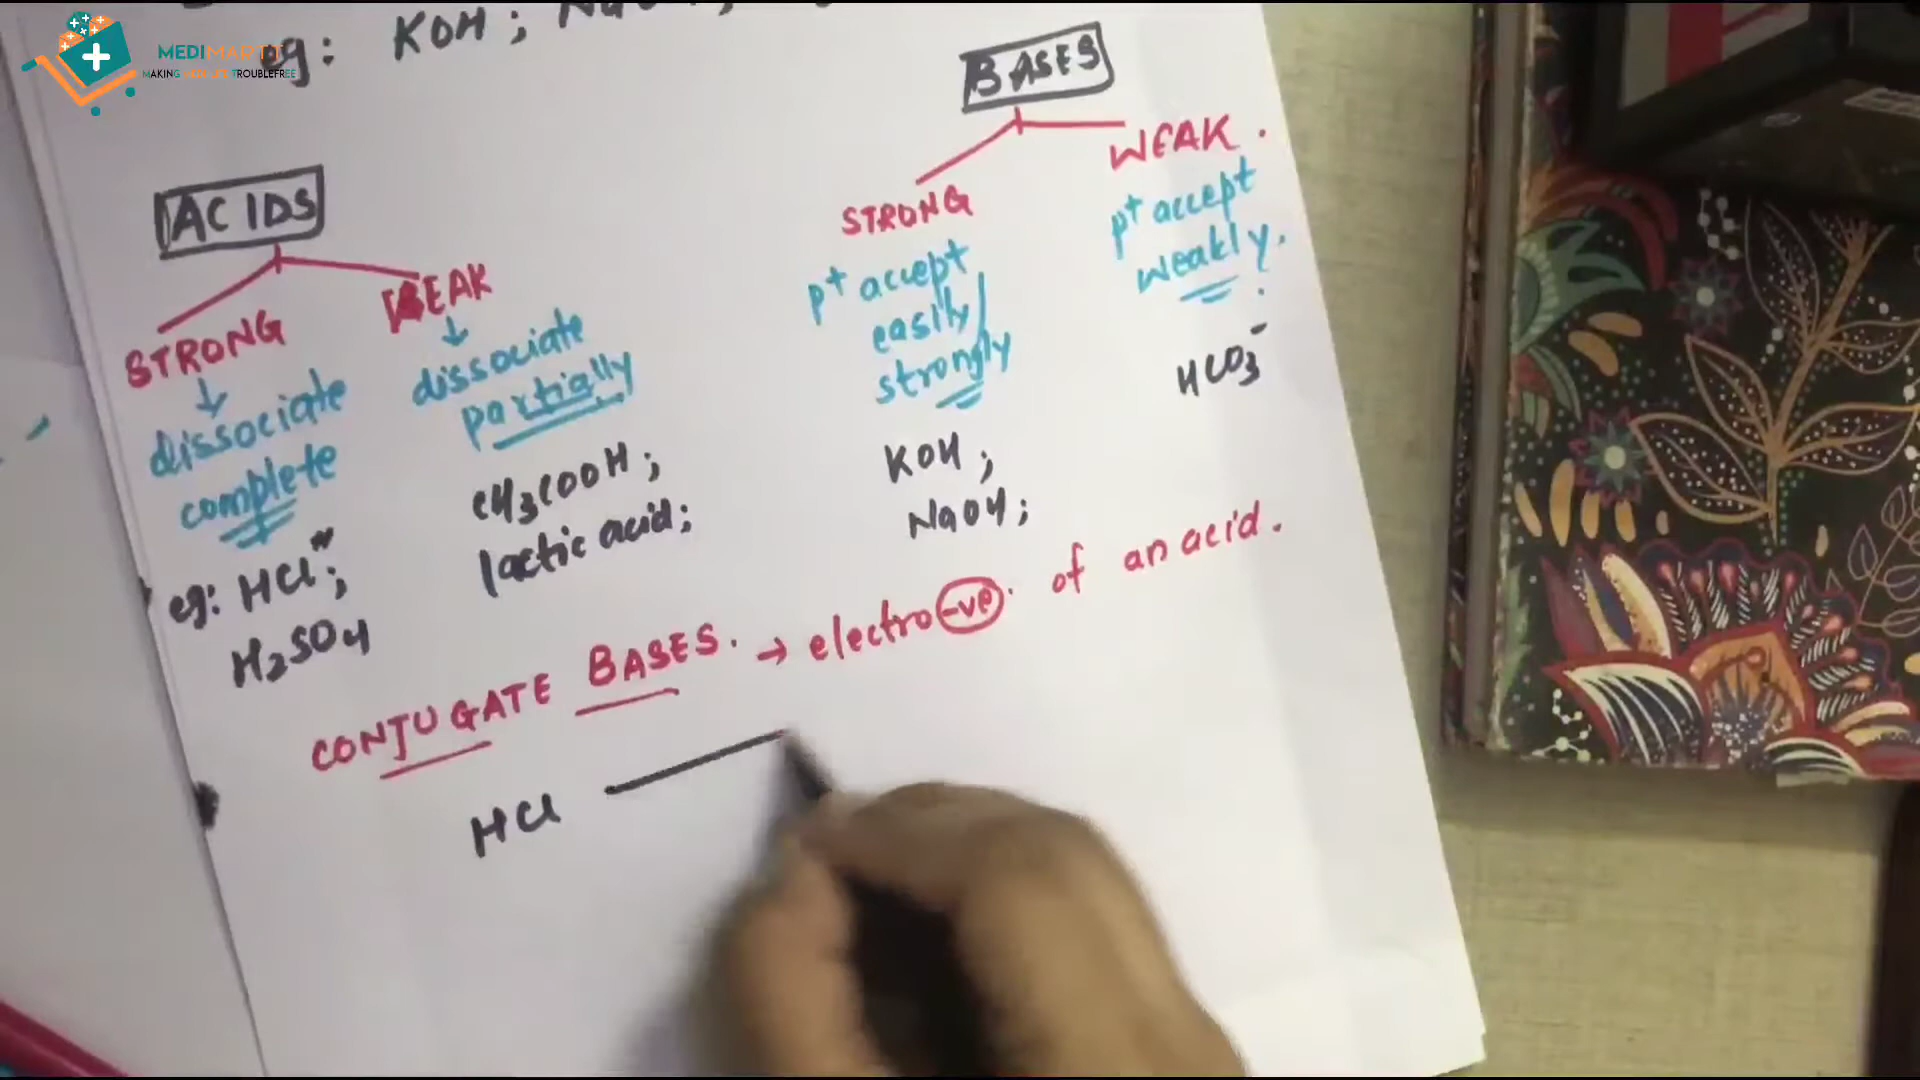 MEDIMART
eg: KOH ;
BASES
STRONG
WEAK.
p+ accept
easily/
strongly
p+ accept
weakly.
KOH ;
NaOH ;
HCO3-
ACIDS
STRONG
WEAK
dissociate
complete
dissociate
partially
eg: HCl ;
H2SO4
CH3COOH ;
lactic acid ;
CONJUGATE BASES. → electro -ve. of an acid.
HCl